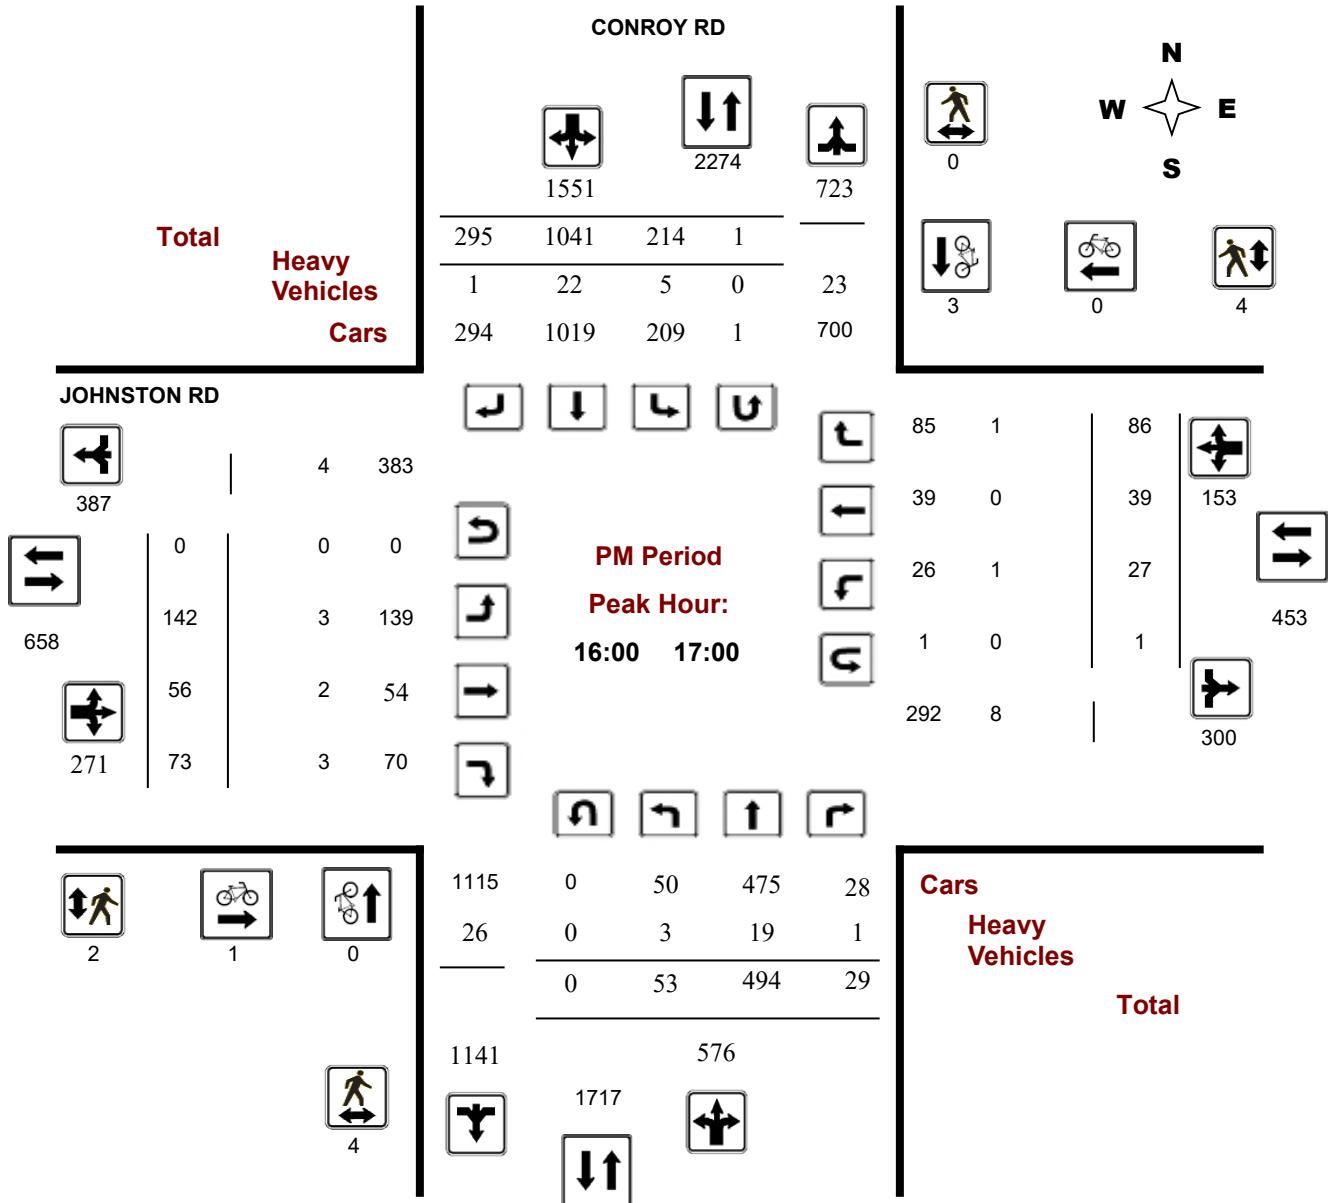 CONROY RD
N
W E
S
2274
0
1551
723
Total
295 1041 214 1
Heavy
Vehicles
1 22 5 0 23
3 0 4
Cars
294 1019 209 1 700
JOHNSTON RD
85 1 86
4 383
387
39 0 39 153
0 0 0
PM Period
26 1 27
Peak Hour:
142 3 139
453
658
16:00 17:00
1 0 1
56 2 54
292 8
300
271 73 3 70
1115 0 50 475 28
Cars
26 0 3 19 1
Heavy
Vehicles
2 1 0
0 53 494 29
Total
1141 576
1717
4